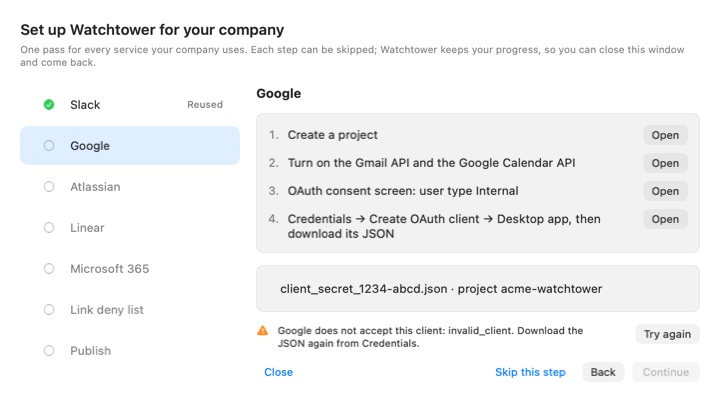 Set up Watchtower for your company
One pass for every service your company uses. Each step can be skipped; Watchtower keeps your progress, so you can close this window
and come back.
Slack Reused
Google
Atlassian
Linear
Microsoft 365
Link deny list
Publish
Google
1. Create a project Open
2. Turn on the Gmail API and the Google Calendar API Open
3. OAuth consent screen: user type Internal Open
4. Credentials → Create OAuth client → Desktop app, then Open
download its JSON
client_secret_1234-abcd.json · project acme-watchtower
Google does not accept this client: invalid_client. Download the
JSON again from Credentials.
Try again
Close Skip this step Back Continue